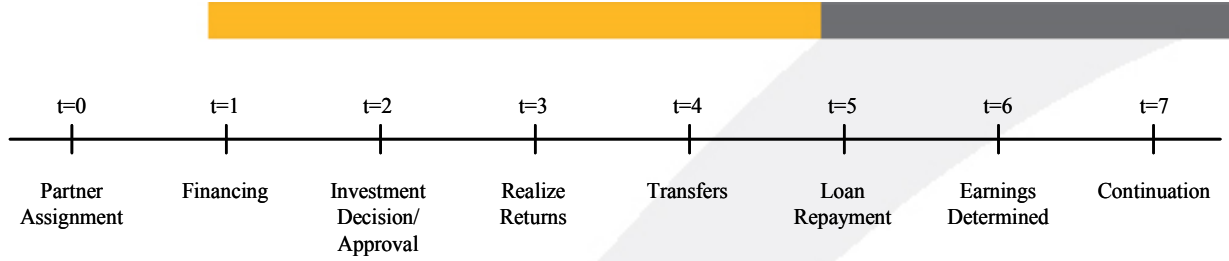 t=0 t=1 t=2 t=3 t=4 t=5 t=6 t=7
Partner
Assignment
Financing
Investment
Decision/
Approval
Realize
Returns
Transfers
Loan
Repayment
Earnings
Determined
Continuation